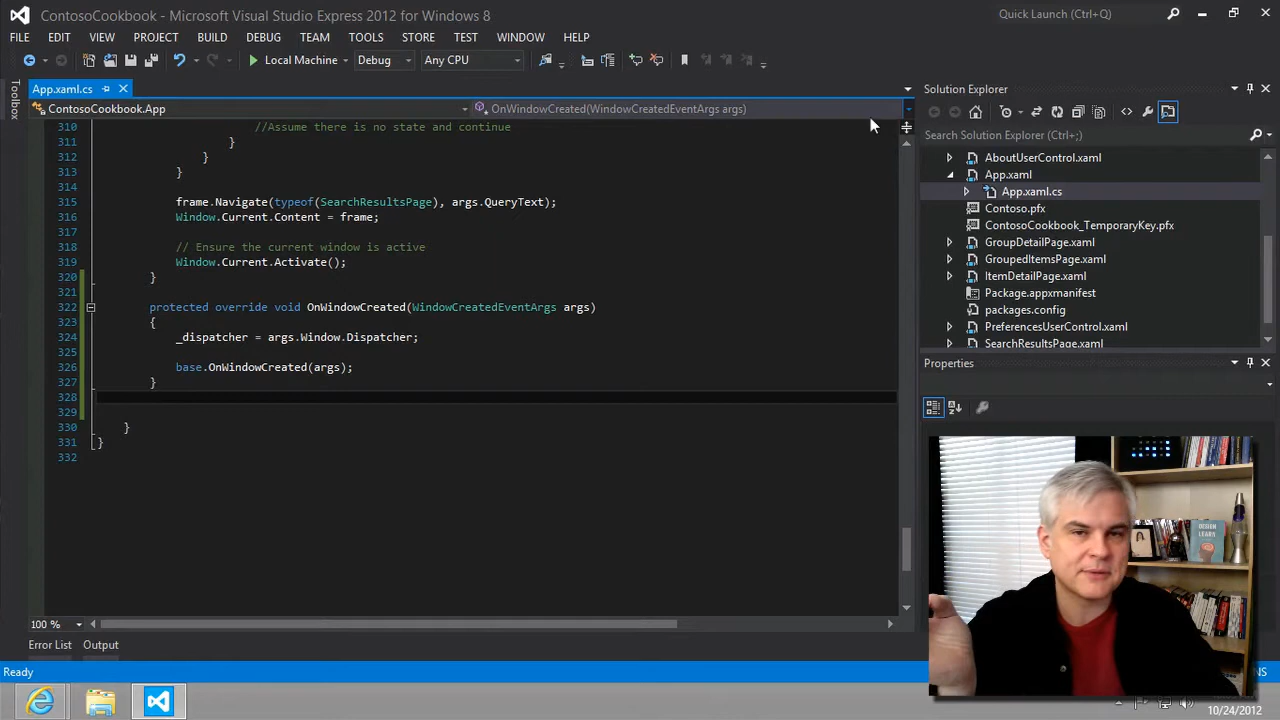 ContosoCookbook - Microsoft Visual Studio Express 2012 for Windows 8
Quick Launch (Ctrl+Q)
FILE EDIT VIEW PROJECT BUILD DEBUG TEAM TOOLS STORE TEST WINDOW HELP
Local Machine Debug Any CPU
Toolbox
App.xaml.cs
ContosoCookbook.App
OnWindowCreated(WindowCreatedEventArgs args)
310 //Assume there is no state and continue
311 }
312 }
313 }
314
315 frame.Navigate(typeof(SearchResultsPage), args.QueryText);
316 Window.Current.Content = frame;
317
318 // Ensure the current window is active
319 Window.Current.Activate();
320 }
321
322 protected override void OnWindowCreated(WindowCreatedEventArgs args)
323 {
324 _dispatcher = args.Window.Dispatcher;
325
326 base.OnWindowCreated(args);
327 }
328
329
330 }
331 }
332
100 %
Error List Output
Ready
Solution Explorer
Search Solution Explorer (Ctrl+;)
AboutUserControl.xaml
App.xaml
App.xaml.cs
Contoso.pfx
ContosoCookbook_TemporaryKey.pfx
GroupDetailPage.xaml
GroupedItemsPage.xaml
ItemDetailPage.xaml
Package.appxmanifest
packages.config
PreferencesUserControl.xaml
SearchResultsPage.xaml
Properties
DESIGN
LEARN
NS
10/24/2012